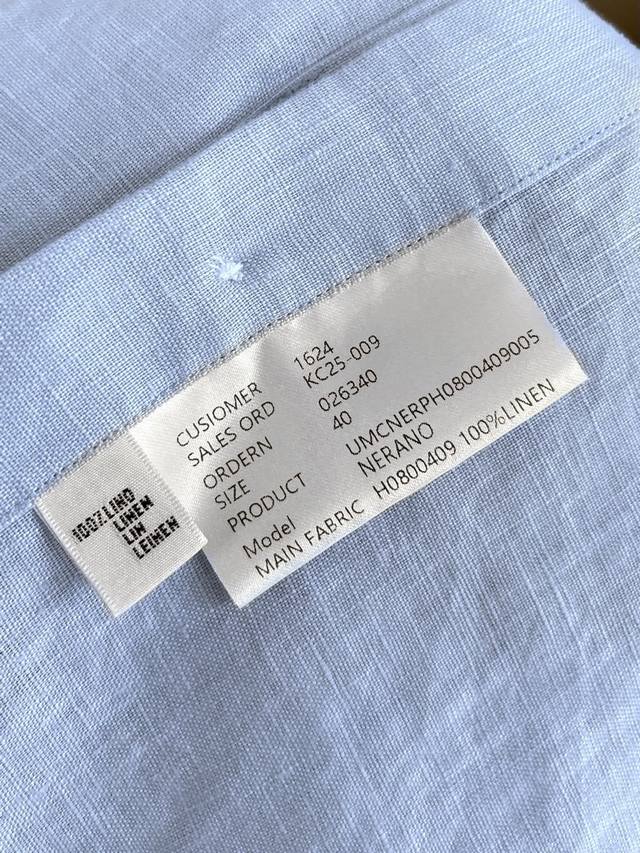 CUSIOMER 1624
SALES ORD KC25-009
ORDERN 026340
SIZE 40
PRODUCT UMCNERPH0800409005
Model NERANO
MAIN FABRIC H0800409 100%LINEN
100%LINO
LINEN
LIN
LEINEN